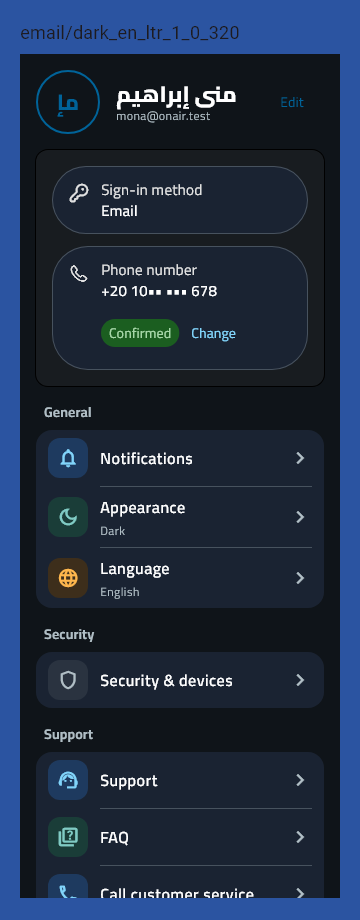 email/dark_en_ltr_1_0_320
مإ
منى إبراهيم
Edit
mona@onair.test
Sign-in method
Email
Phone number
+20 10•• ••• 678
Confirmed
Change
General
Notifications
Appearance
Dark
Language
English
Security
Security & devices
Support
Support
FAQ
Call customer service